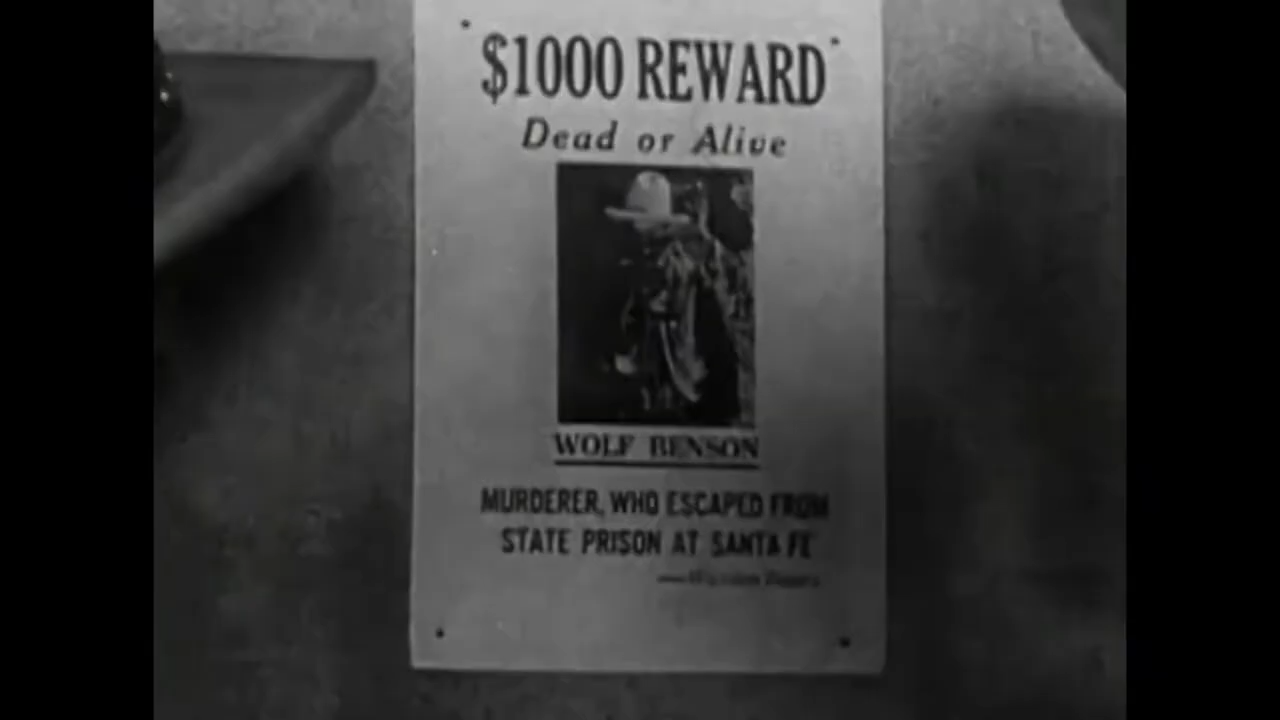 $1000 REWARD
Dead or Alive
WOLF BENSON
MURDERER, WHO ESCAPED FROM
STATE PRISON AT SANTA FE